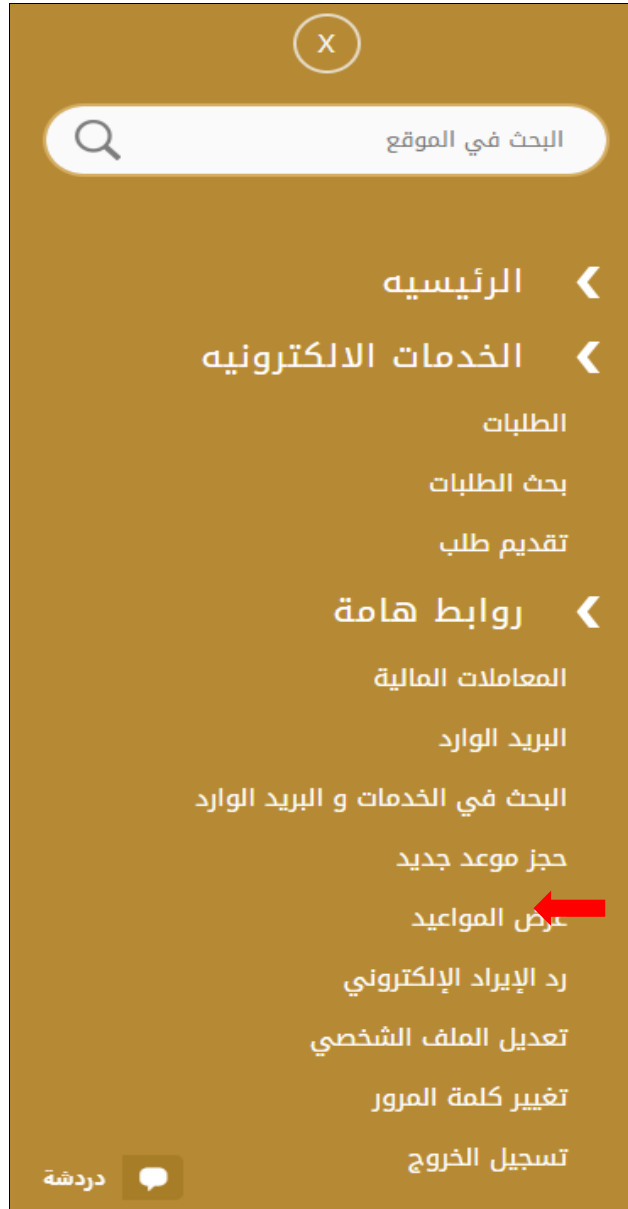 X
البحث في الموقع
الرئيسيه
الخدمات الالكترونيه
الطلبات
بحث الطلبات
تقديم طلب
روابط هامة
المعاملات المالية
البريد الوارد
البحث في الخدمات و البريد الوارد
حجز موعد جديد
عرض المواعيد
رد الإيراد الإلكتروني
تعديل الملف الشخصي
تغيير كلمة المرور
تسجيل الخروج
دردشة